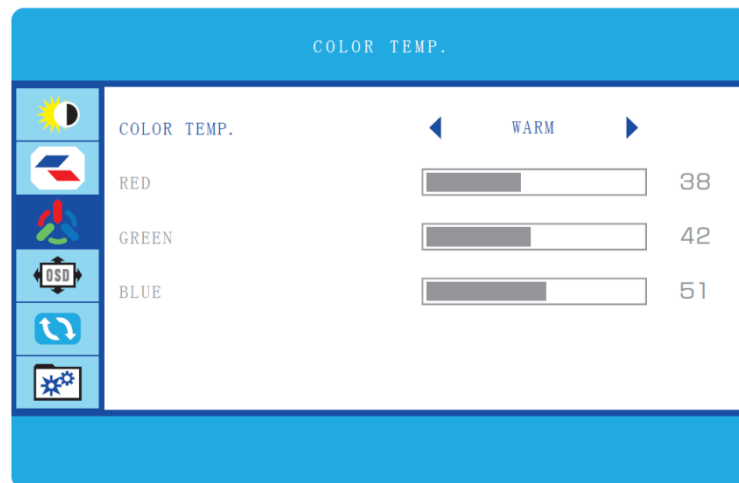 COLOR TEMP.
COLOR TEMP. WARM
RED 38
GREEN 42
OSD
BLUE 51